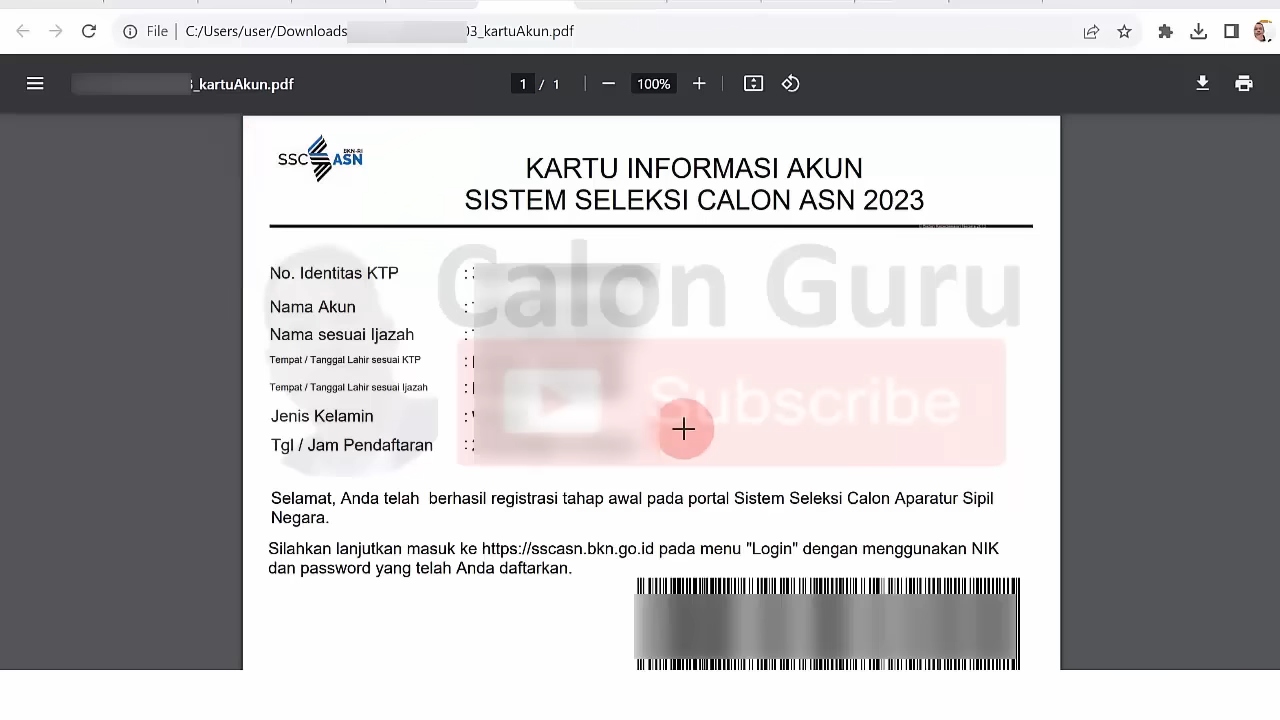 File
C:/Users/user/Downloads
_kartuAkun.pdf
_kartuAkun.pdf
1 / 1
100%
SSC ASN
BKN-RI
KARTU INFORMASI AKUN
SISTEM SELEKSI CALON ASN 2023
Calon Guru
No. Identitas KTP :
Nama Akun :
Nama sesuai Ijazah :
Tempat / Tanggal Lahir sesuai KTP :
Tempat / Tanggal Lahir sesuai Ijazah :
Jenis Kelamin :
Tgl / Jam Pendaftaran :
Subscribe
Selamat, Anda telah berhasil registrasi tahap awal pada portal Sistem Seleksi Calon Aparatur Sipil
Negara.
Silahkan lanjutkan masuk ke https://sscasn.bkn.go.id pada menu "Login" dengan menggunakan NIK
dan password yang telah Anda daftarkan.